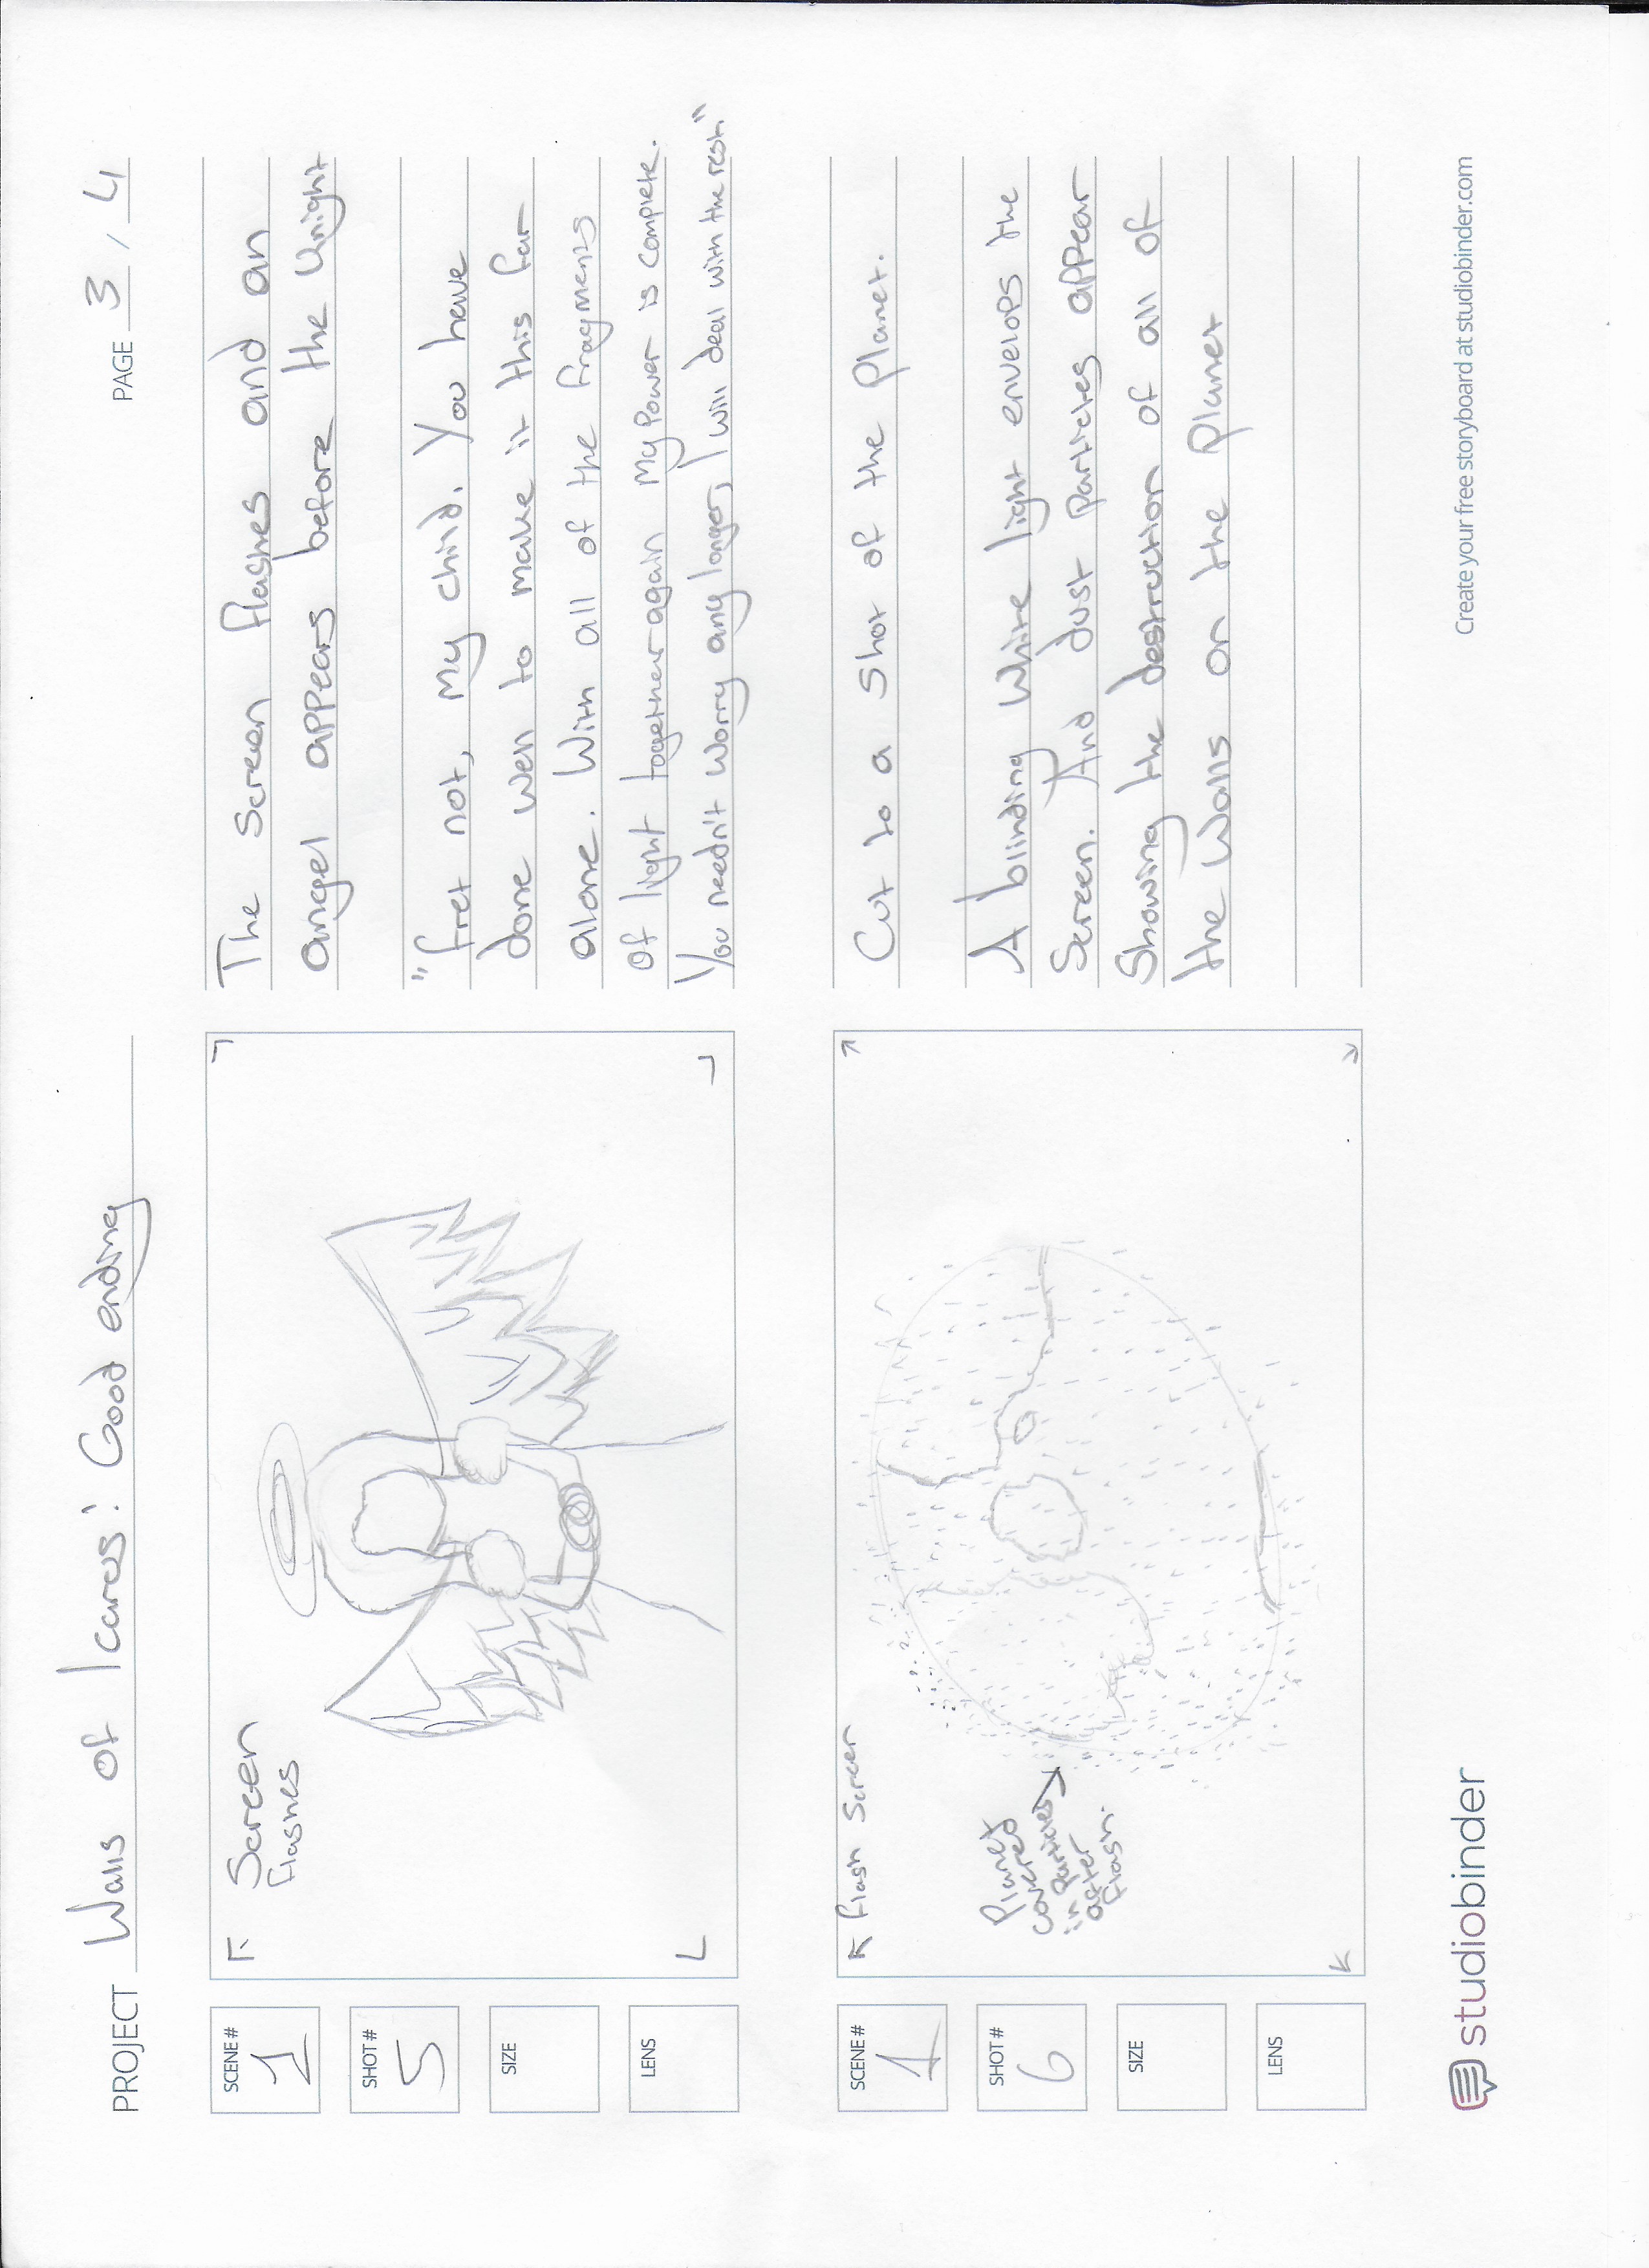 PROJECT Walls of Icarus: Good ending
PAGE 3 / 4
SCENE #
1
SHOT #
5
SIZE
LENS
Screen
flashes
The screen flashes and an
angel appears before the knight
"fret not, my child. You have
done well to make it this far
alone. With all of the fragments
of light together again my Power is complete.
You needn't worry any longer, I will deal with the rest."
SCENE #
1
SHOT #
6
SIZE
LENS
Flash Screen
Planet
covered
in particles
after
flash.
Cut to a shot of the planet.
A blinding white light envelops the
Screen. And dust particles appear
Showing the destruction of all of
the walls on the planet
studiobinder
Create your free storyboard at studiobinder.com